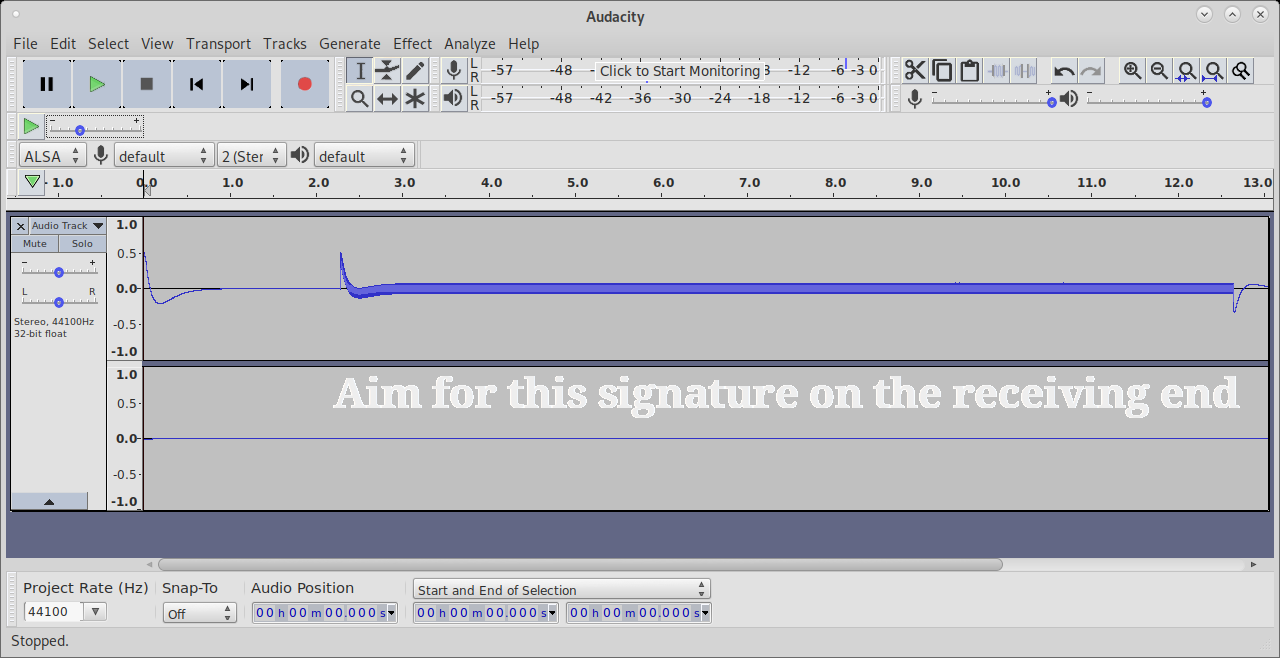 Audacity
File Edit Select View Transport Tracks Generate Effect Analyze Help
L R -57 -48 - Click to Start Monitoring 8 -12 -6 -3 0
L R -57 -48 -42 -36 -30 -24 -18 -12 -6 -3 0
- +
- + - +
ALSA default 2 (Ster default
- 1.0 0.0 1.0 2.0 3.0 4.0 5.0 6.0 7.0 8.0 9.0 10.0 11.0 12.0 13.0
x Audio Track
Mute Solo
- +
L R
Stereo, 44100Hz
32-bit float
1.0
0.5
0.0
-0.5
-1.0
1.0
0.5
0.0
-0.5
-1.0
Aim for this signature on the receiving end
Project Rate (Hz) Snap-To Audio Position Start and End of Selection
44100 Off 00 h 00 m 00.000 s 00 h 00 m 00.000 s 00 h 00 m 00.000 s
Stopped.